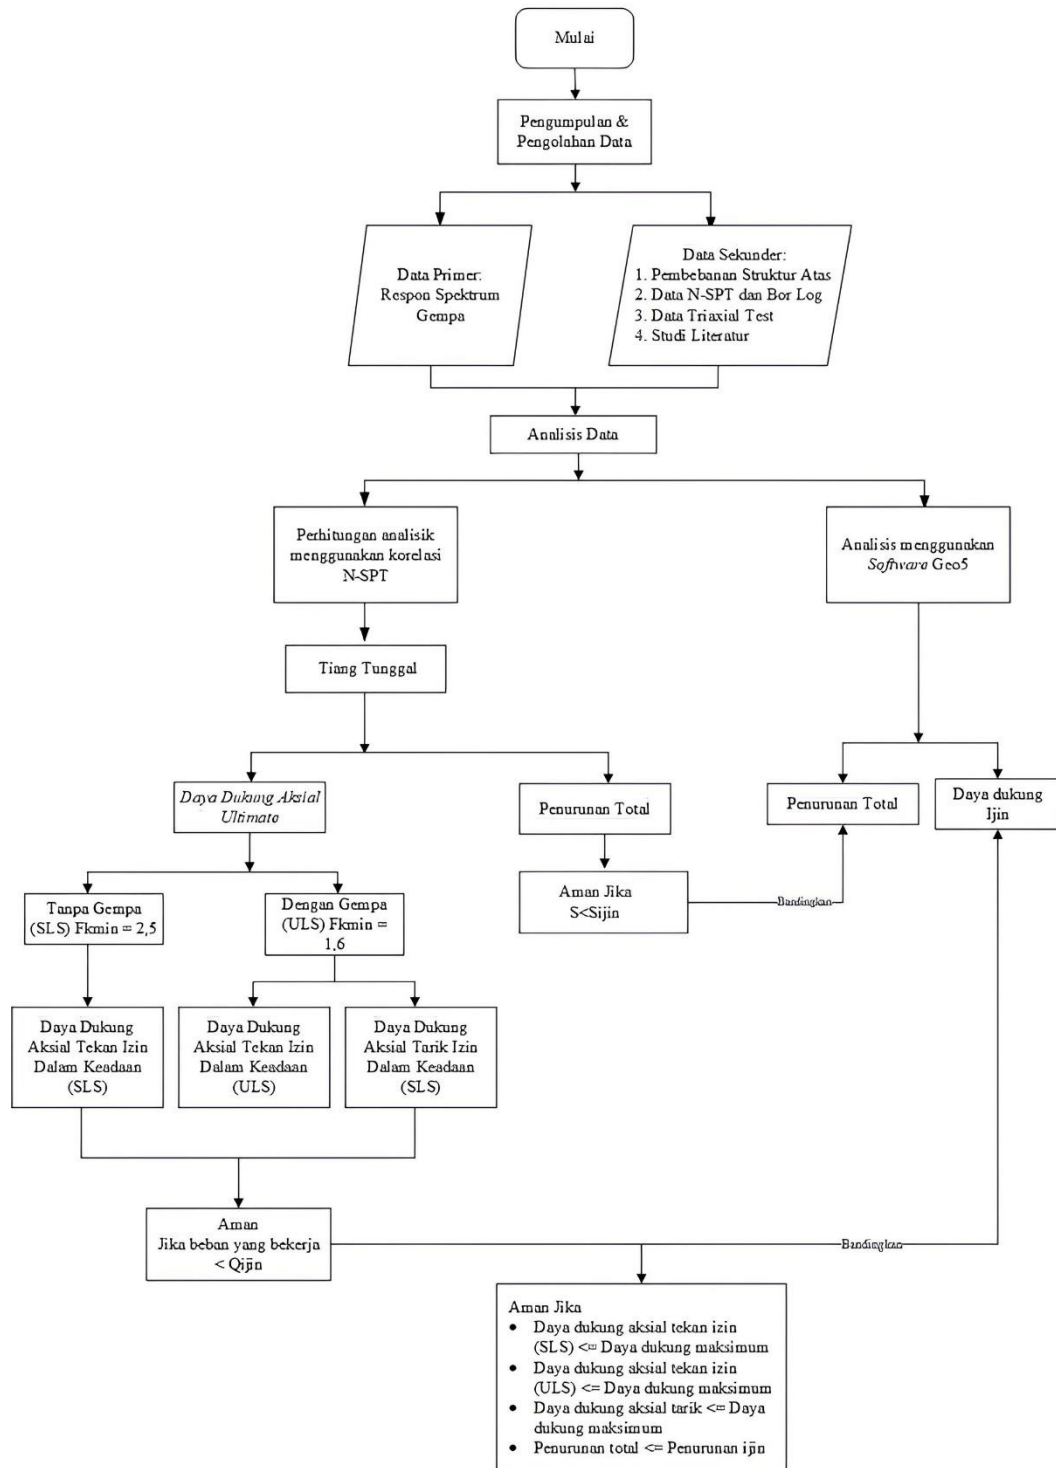 Mulai
Pengumpulan &
Pengolahan Data
Data Primer:
Respon Spektrum
Gempa
Data Sekunder:
1. Pembebanan Struktur Atas
2. Data N-SPT dan Bor Log
3. Data Triaxial Test
4. Studi Literatur
Analisis Data
Perhitungan analisik
menggunakan korelasi
N-SPT
Analisis menggunakan
Software Geo5
Tiang Tunggal
Daya Dukung Aksial
Ultimate
Penurunan Total
Penurunan Total
Daya dukung
Ijin
Aman Jika
S<Sijin
Bandingkan
Tanpa Gempa
(SLS) Fkmin = 2,5
Dengan Gempa
(ULS) Fkmin =
1,6
Daya Dukung
Aksial Tekan Izin
Dalam Keadaan
(SLS)
Daya Dukung
Aksial Tekan Izin
Dalam Keadaan
(ULS)
Daya Dukung
Aksial Tarik Izin
Dalam Keadaan
(SLS)
Aman
Jika beban yang bekerja
< Qijin
Bandingkan
Aman Jika
• Daya dukung aksial tekan izin
(SLS) <= Daya dukung maksimum
• Daya dukung aksial tekan izin
(ULS) <= Daya dukung maksimum
• Daya dukung aksial tarik <= Daya
dukung maksimum
• Penurunan total <= Penurunan ijin